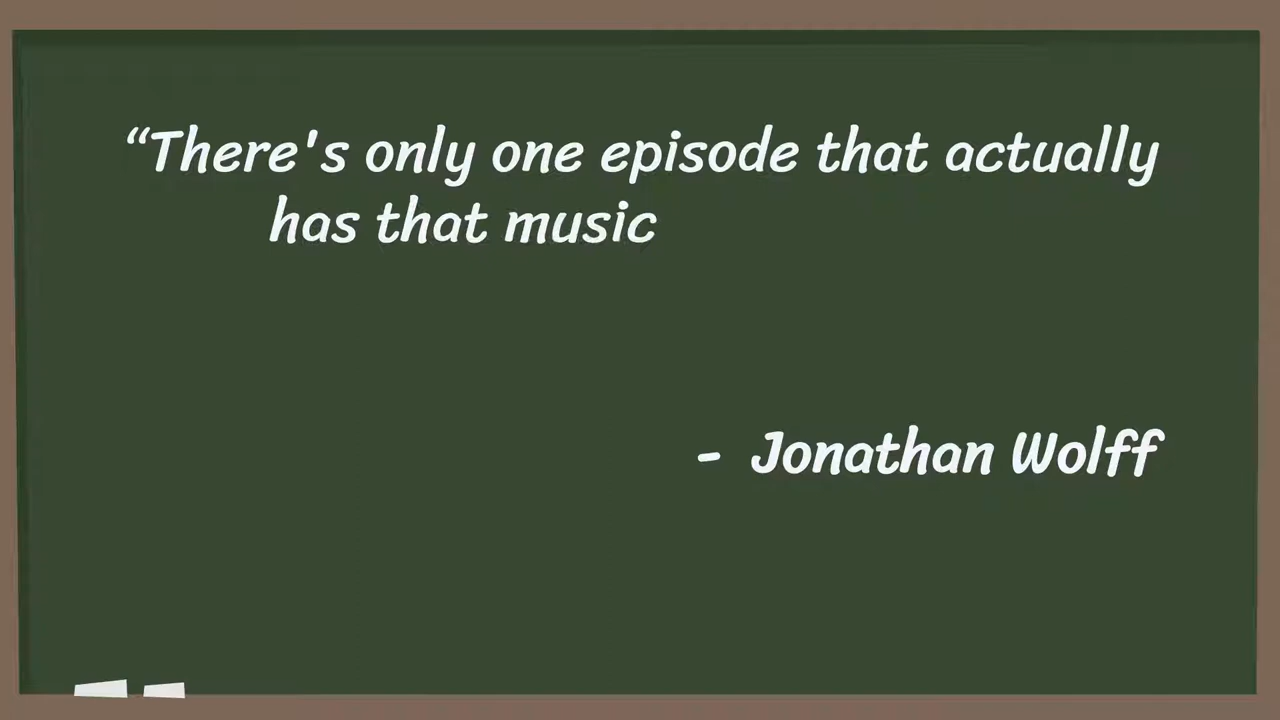 “There's only one episode that actually
has that music
- Jonathan Wolff